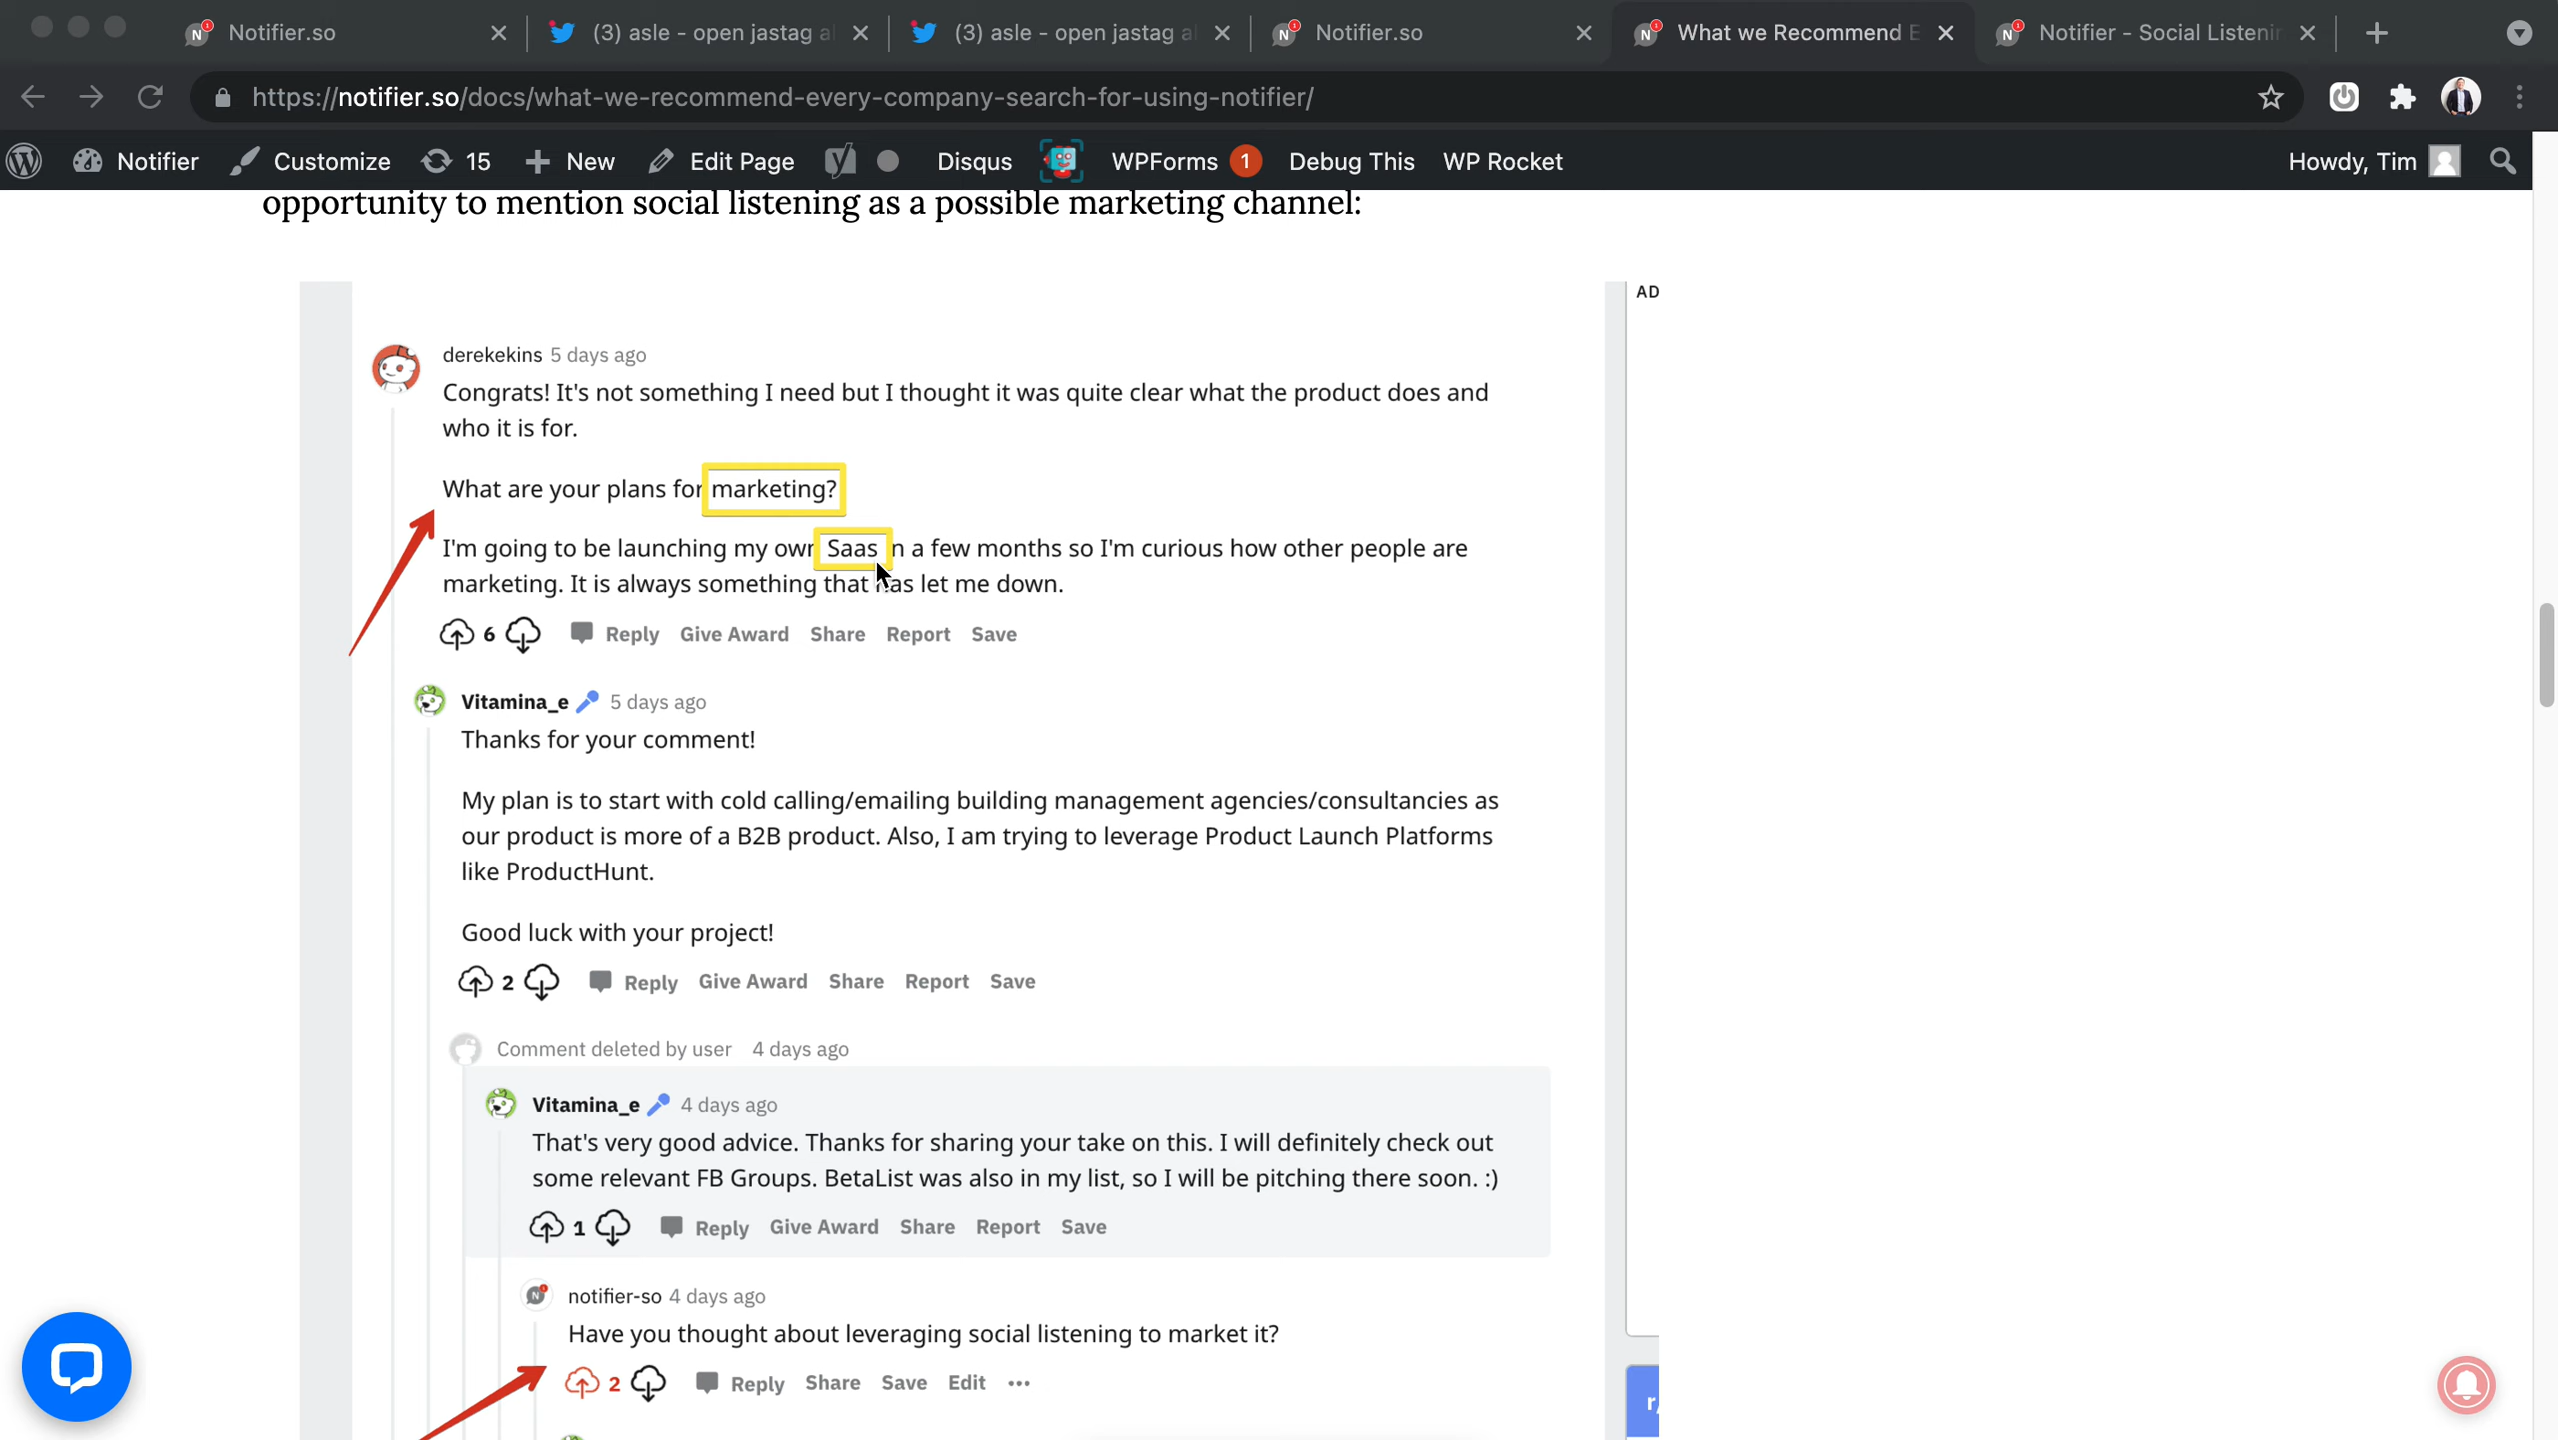 Notifier.so
(3) asle - open jastag al
(3) asle - open jastag al
Notifier.so
What we Recommend E
Notifier - Social Listenin
https://notifier.so/docs/what-we-recommend-every-company-search-for-using-notifier/
Notifier Customize 15 New Edit Page Disqus WPForms 1 Debug This WP Rocket Howdy, Tim
opportunity to mention social listening as a possible marketing channel:
AD
derekekins 5 days ago
Congrats! It's not something I need but I thought it was quite clear what the product does and
who it is for.
What are your plans for marketing?
I'm going to be launching my own Saas in a few months so I'm curious how other people are
marketing. It is always something that has let me down.
6 Reply Give Award Share Report Save
Vitamina_e 5 days ago
Thanks for your comment!
My plan is to start with cold calling/emailing building management agencies/consultancies as
our product is more of a B2B product. Also, I am trying to leverage Product Launch Platforms
like ProductHunt.
Good luck with your project!
2 Reply Give Award Share Report Save
Comment deleted by user 4 days ago
Vitamina_e 4 days ago
That's very good advice. Thanks for sharing your take on this. I will definitely check out
some relevant FB Groups. BetaList was also in my list, so I will be pitching there soon. :)
1 Reply Give Award Share Report Save
notifier-so 4 days ago
Have you thought about leveraging social listening to market it?
2 Reply Share Save Edit ...
r/